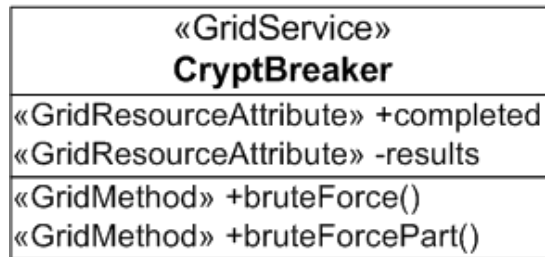 «GridService»
CryptBreaker
«GridResourceAttribute» +completed
«GridResourceAttribute» -results
«GridMethod» +bruteForce()
«GridMethod» +bruteForcePart()